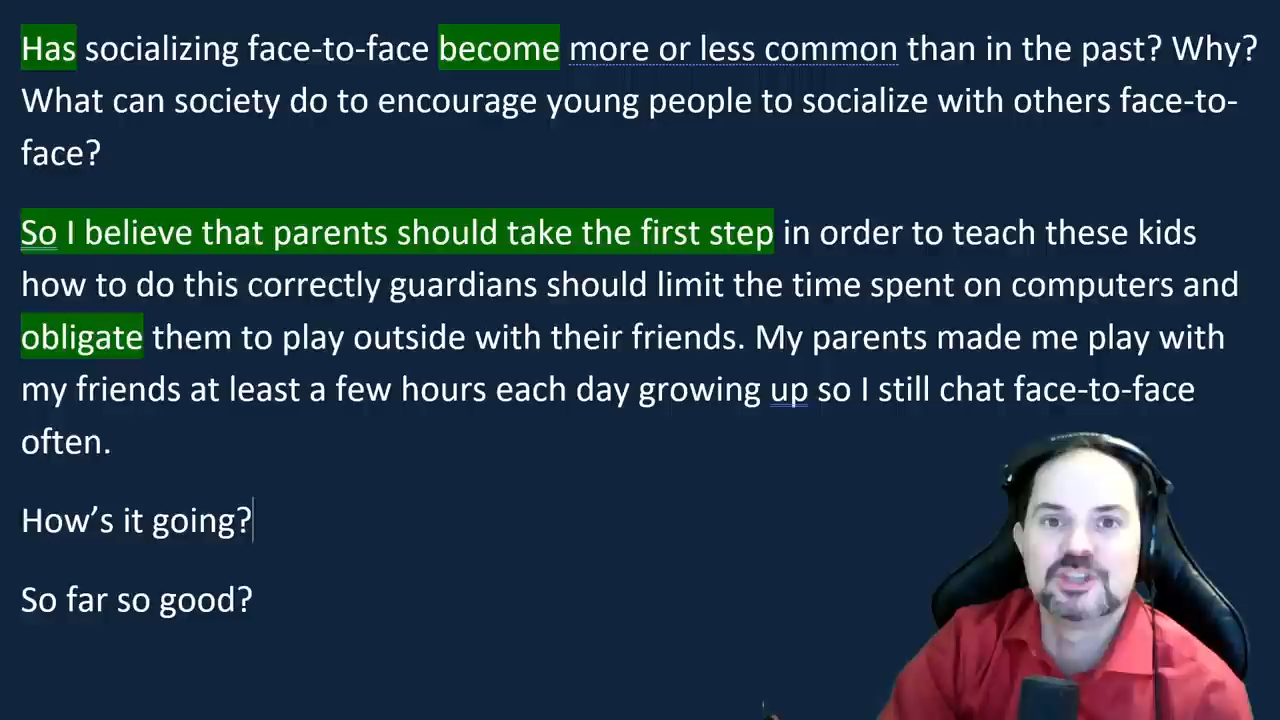 Has socializing face-to-face become more or less common than in the past? Why?
What can society do to encourage young people to socialize with others face-to-
face?
So I believe that parents should take the first step in order to teach these kids
how to do this correctly guardians should limit the time spent on computers and
obligate them to play outside with their friends. My parents made me play with
my friends at least a few hours each day growing up so I still chat face-to-face
often.
How’s it going?
So far so good?